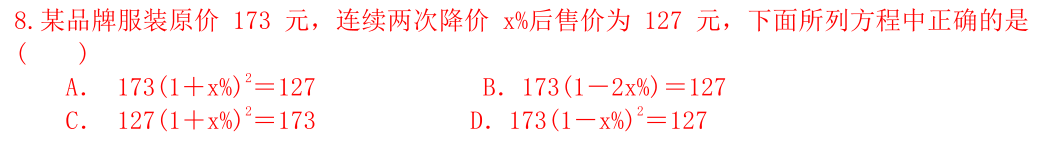 8.某品牌服装原价 173 元，连续两次降价 x%后售价为 127 元，下面所列方程中正确的是
(    )
A. 173(1＋x%)²＝127    B. 173(1－2x%)＝127
C. 127(1＋x%)²＝173    D. 173(1－x%)²＝127